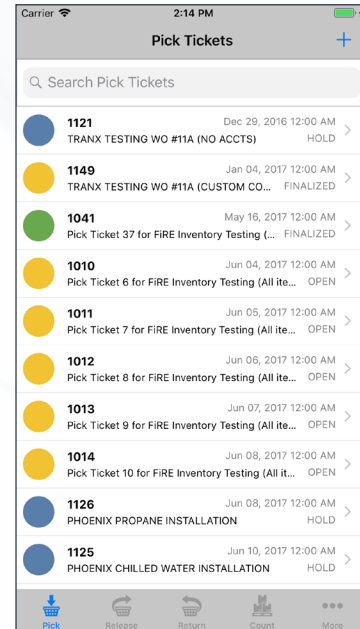 Carrier 2:14 PM
Pick Tickets +
Search Pick Tickets
1121 Dec 29, 2016 12:00 AM
TRANX TESTING WO #11A (NO ACCTS) HOLD
1149 Jan 04, 2017 12:00 AM
TRANX TESTING WO #11A (CUSTOM CO... FINALIZED
1041 May 16, 2017 12:00 AM
Pick Ticket 37 for FiRE Inventory Testing (... FINALIZED
1010 Jun 04, 2017 12:00 AM
Pick Ticket 6 for FiRE Inventory Testing (All ite... OPEN
1011 Jun 05, 2017 12:00 AM
Pick Ticket 7 for FiRE Inventory Testing (All ite... OPEN
1012 Jun 06, 2017 12:00 AM
Pick Ticket 8 for FiRE Inventory Testing (All ite... OPEN
1013 Jun 07, 2017 12:00 AM
Pick Ticket 9 for FiRE Inventory Testing (All ite... OPEN
1014 Jun 08, 2017 12:00 AM
Pick Ticket 10 for FiRE Inventory Testing (All it... OPEN
1126 Jun 08, 2017 12:00 AM
PHOENIX PROPANE INSTALLATION HOLD
1125 Jun 10, 2017 12:00 AM
PHOENIX CHILLED WATER INSTALLATION HOLD
Pick Release Return Count More